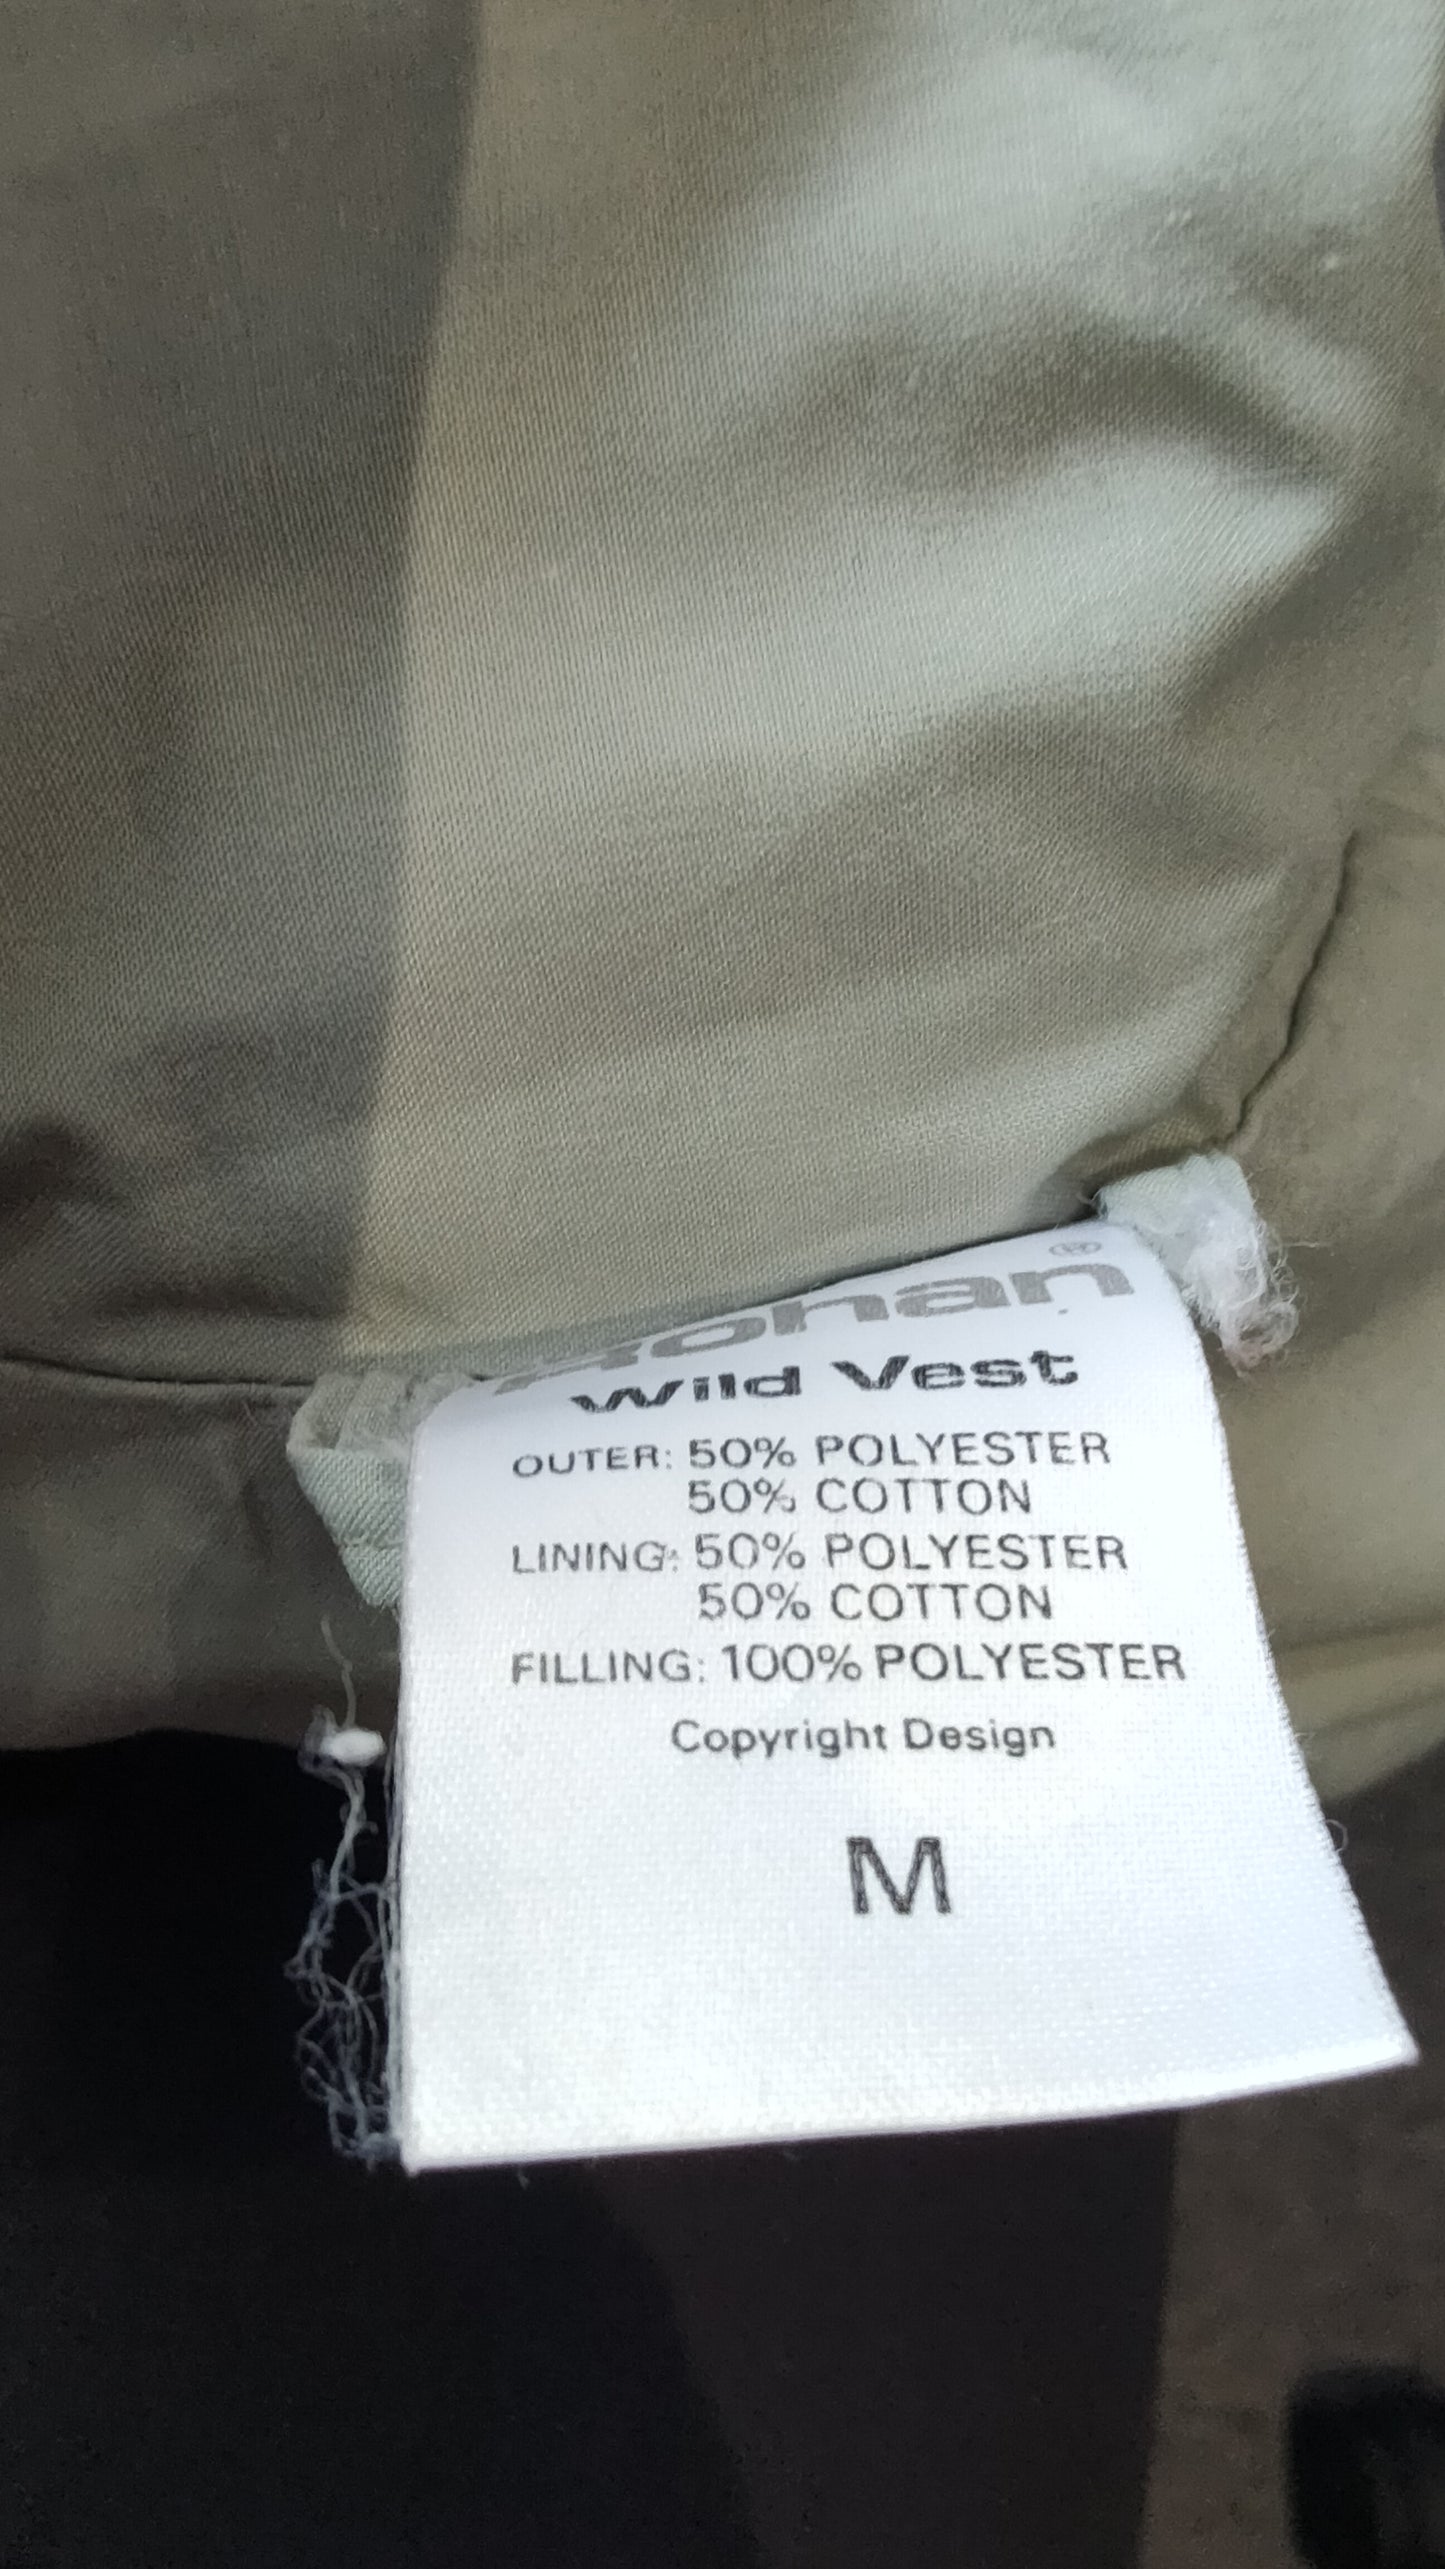 Rohan ®
Wild Vest
OUTER: 50% POLYESTER
50% COTTON
LINING: 50% POLYESTER
50% COTTON
FILLING: 100% POLYESTER
Copyright Design
M